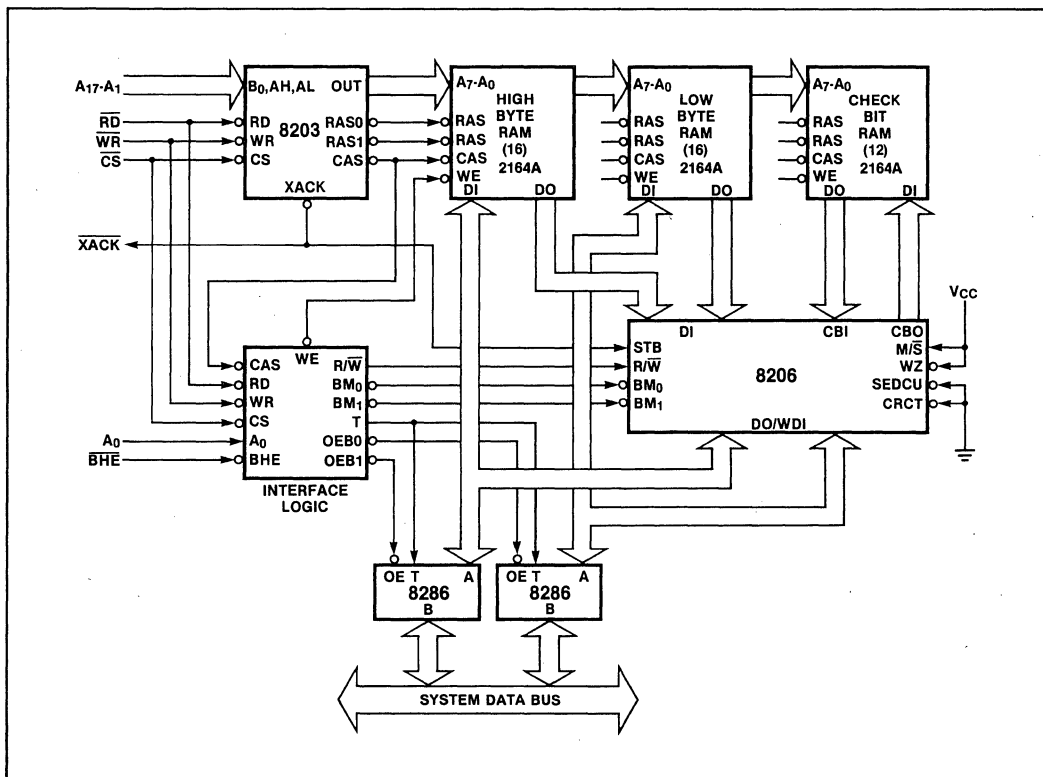 A17-A1
RD
WR
CS
B0,AH,AL OUT
RD
WR
CS
8203
RAS0
RAS1
CAS
XACK
A7-A0
HIGH
BYTE
RAM
(16)
2164A
RAS
RAS
CAS
WE
DI DO
A7-A0
LOW
BYTE
RAM
(16)
2164A
RAS
RAS
CAS
WE
DI DO
A7-A0
CHECK
BIT
RAM
(12)
2164A
RAS
RAS
CAS
WE
DO DI
XACK
VCC
WE
CAS
RD
WR
CS
A0
BHE
A0
BHE
R/W
BM0
BM1
T
OEB0
OEB1
INTERFACE
LOGIC
DI CBI CBO
STB
R/W
BM0
BM1
8206
M/S
WZ
SEDCU
CRCT
DO/WDI
OE T A
8286
B
OE T A
8286
B
SYSTEM DATA BUS